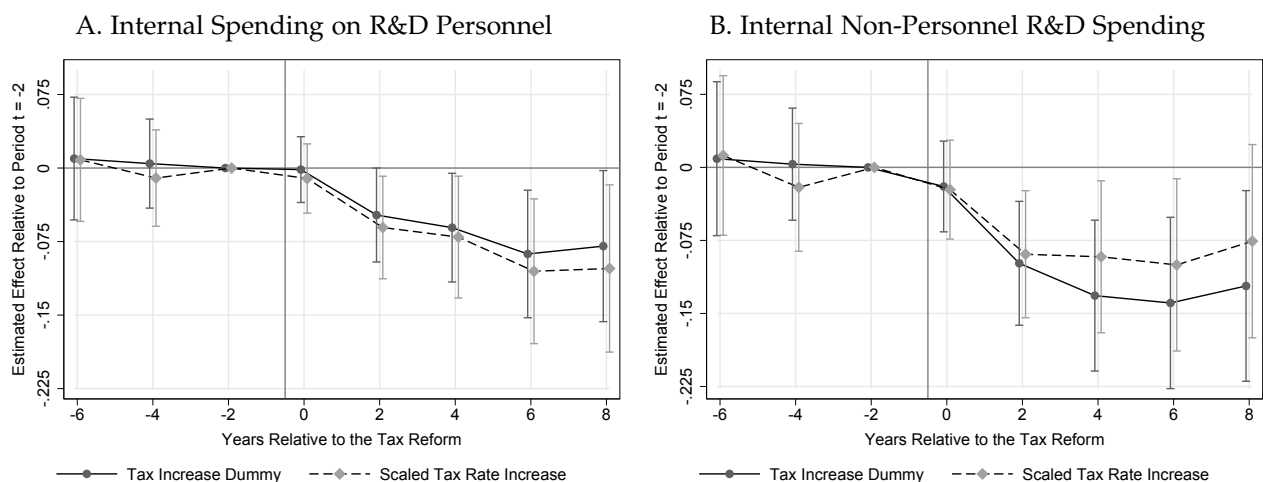 A. Internal Spending on R&D Personnel
Estimated Effect Relative to Period t = -2
.075
0
-.075
-.15
-.225
-6 -4 -2 0 2 4 6 8
Years Relative to the Tax Reform
Tax Increase Dummy Scaled Tax Rate Increase
B. Internal Non-Personnel R&D Spending
Estimated Effect Relative to Period t = -2
.075
0
-.075
-.15
-.225
-6 -4 -2 0 2 4 6 8
Years Relative to the Tax Reform
Tax Increase Dummy Scaled Tax Rate Increase